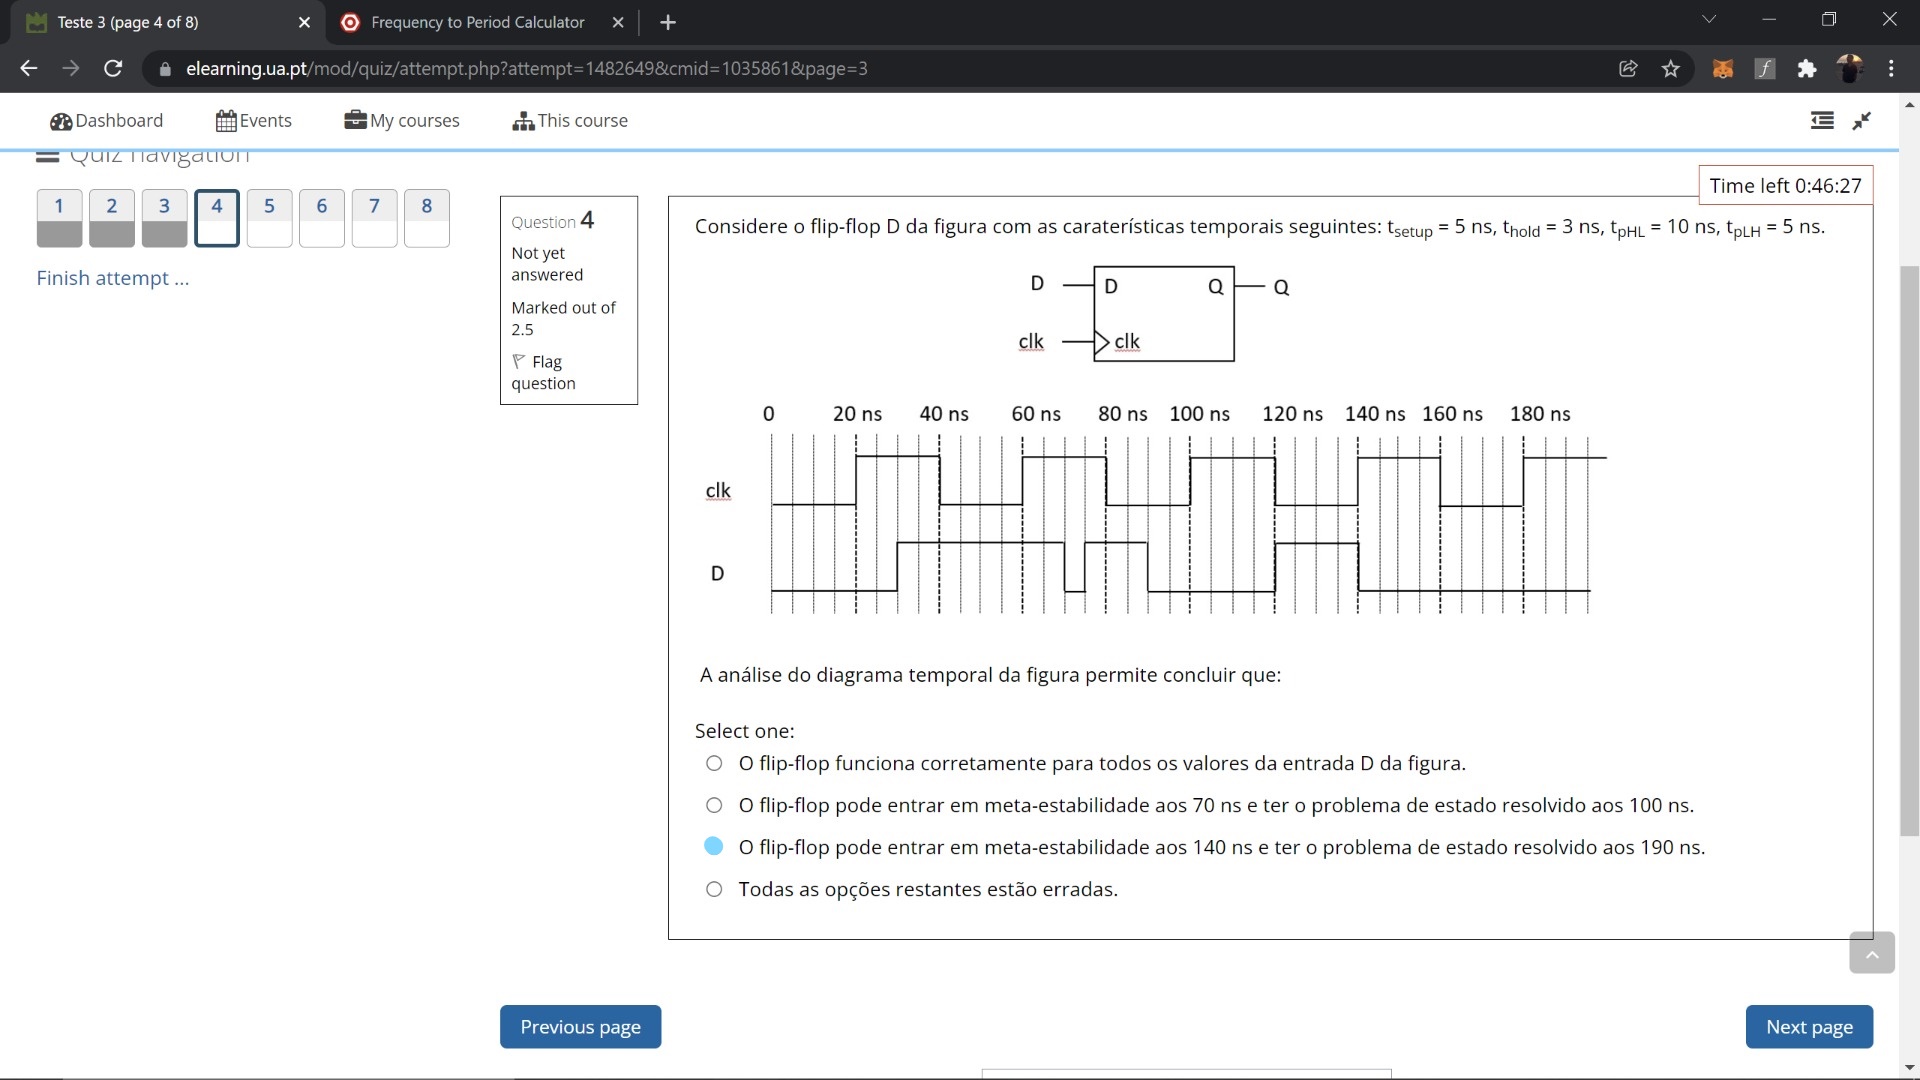 Teste 3 (page 4 of 8)
Frequency to Period Calculator
elearning.ua.pt/mod/quiz/attempt.php?attempt=1482649&cmid=1035861&page=3
Dashboard Events My courses This course
Quiz navigation
Time left 0:46:27
1 2 3 4 5 6 7 8
Finish attempt ...
Question 4
Not yet
answered
Marked out of
2.5
Flag
question
Considere o flip-flop D da figura com as caraterísticas temporais seguintes: tsetup = 5 ns, thold = 3 ns, tpHL = 10 ns, tpLH = 5 ns.
D D Q Q
clk clk
0 20 ns 40 ns 60 ns 80 ns 100 ns 120 ns 140 ns 160 ns 180 ns
clk
D
A análise do diagrama temporal da figura permite concluir que:
Select one:
O flip-flop funciona corretamente para todos os valores da entrada D da figura.
O flip-flop pode entrar em meta-estabilidade aos 70 ns e ter o problema de estado resolvido aos 100 ns.
O flip-flop pode entrar em meta-estabilidade aos 140 ns e ter o problema de estado resolvido aos 190 ns.
Todas as opções restantes estão erradas.
Previous page
Next page